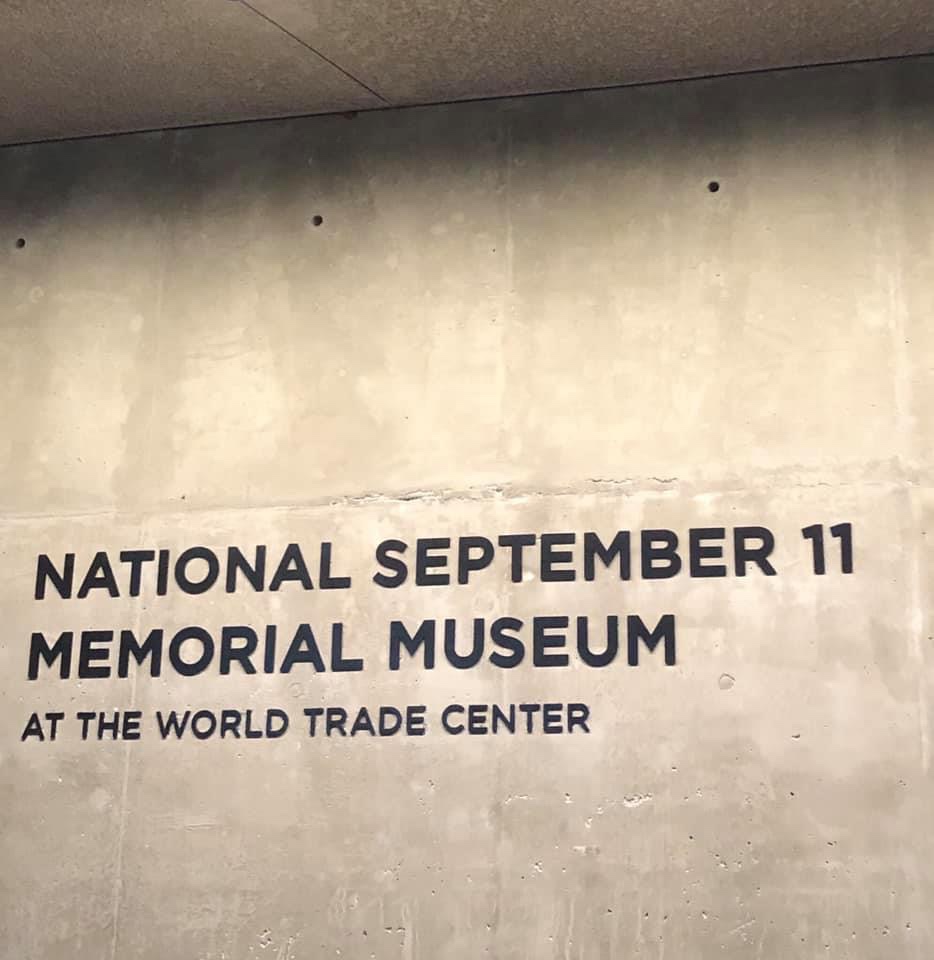 NATIONAL SEPTEMBER 11
MEMORIAL MUSEUM
AT THE WORLD TRADE CENTER